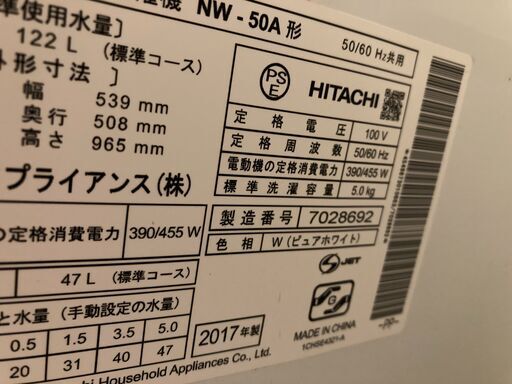 機 NW-50A 形
準使用水量〕
50/60 Hz共用
122 L (標準コース)
外形寸法〕
幅 539 mm
奥行 508 mm
高さ 965 mm
PS
E
HITACHI
定格電圧 100 V
定格周波数 50/60 Hz
電動機の定格消費電力 390/455 W
標準洗濯容量 5.0 kg
プライアンス(株)
製造番号 7028692
の定格消費電力 390/455 W
色相 W (ピュアホワイト)
47 L (標準コース)
JET
と水量 (手動設定の水量)
0.5 1.5 3.5 5.0
20 31 40 47
2017年製
G
MADE IN CHINA
1CHSE4321-A
-PP-
hi Household Appliances Co., Ltd.